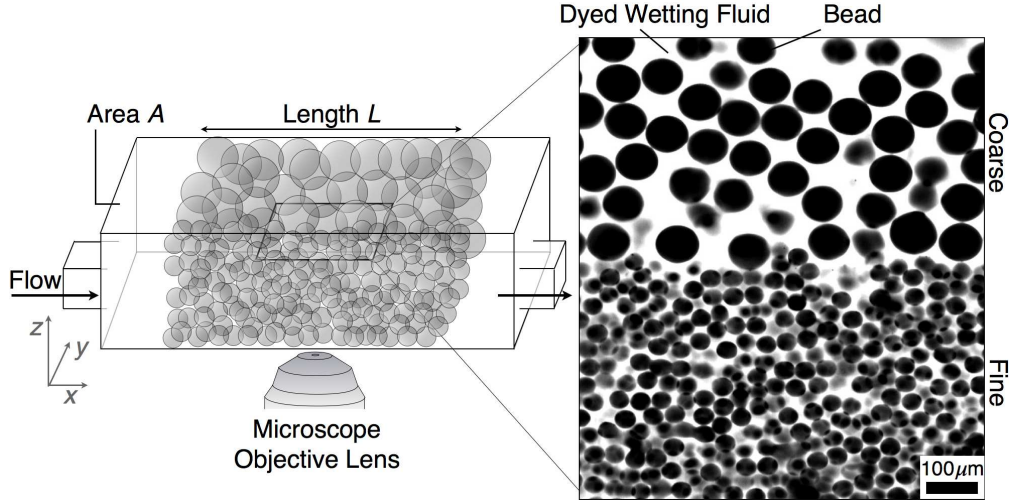 Dyed Wetting Fluid
Bead
Area A
Length L
Coarse
Flow
z
y
x
Fine
Microscope
Objective Lens
100μm